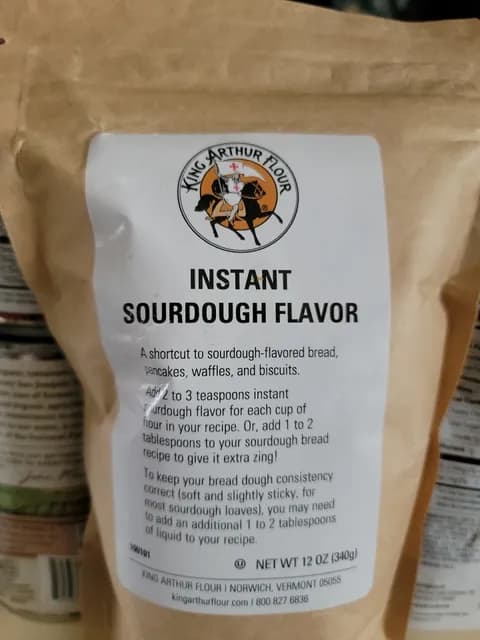 KING ARTHUR FLOUR
INSTANT
SOURDOUGH FLAVOR
A shortcut to sourdough-flavored bread,
pancakes, waffles, and biscuits.
Add 2 to 3 teaspoons instant
sourdough flavor for each cup of
flour in your recipe. Or, add 1 to 2
tablespoons to your sourdough bread
recipe to give it extra zing!
To keep your bread dough consistency
correct (soft and slightly sticky, for
most sourdough loaves), you may need
to add an additional 1 to 2 tablespoons
of liquid to your recipe.
NET WT 12 OZ (340g)
KING ARTHUR FLOUR | NORWICH, VERMONT 05055
kingarthurflour.com | 800 827 6836